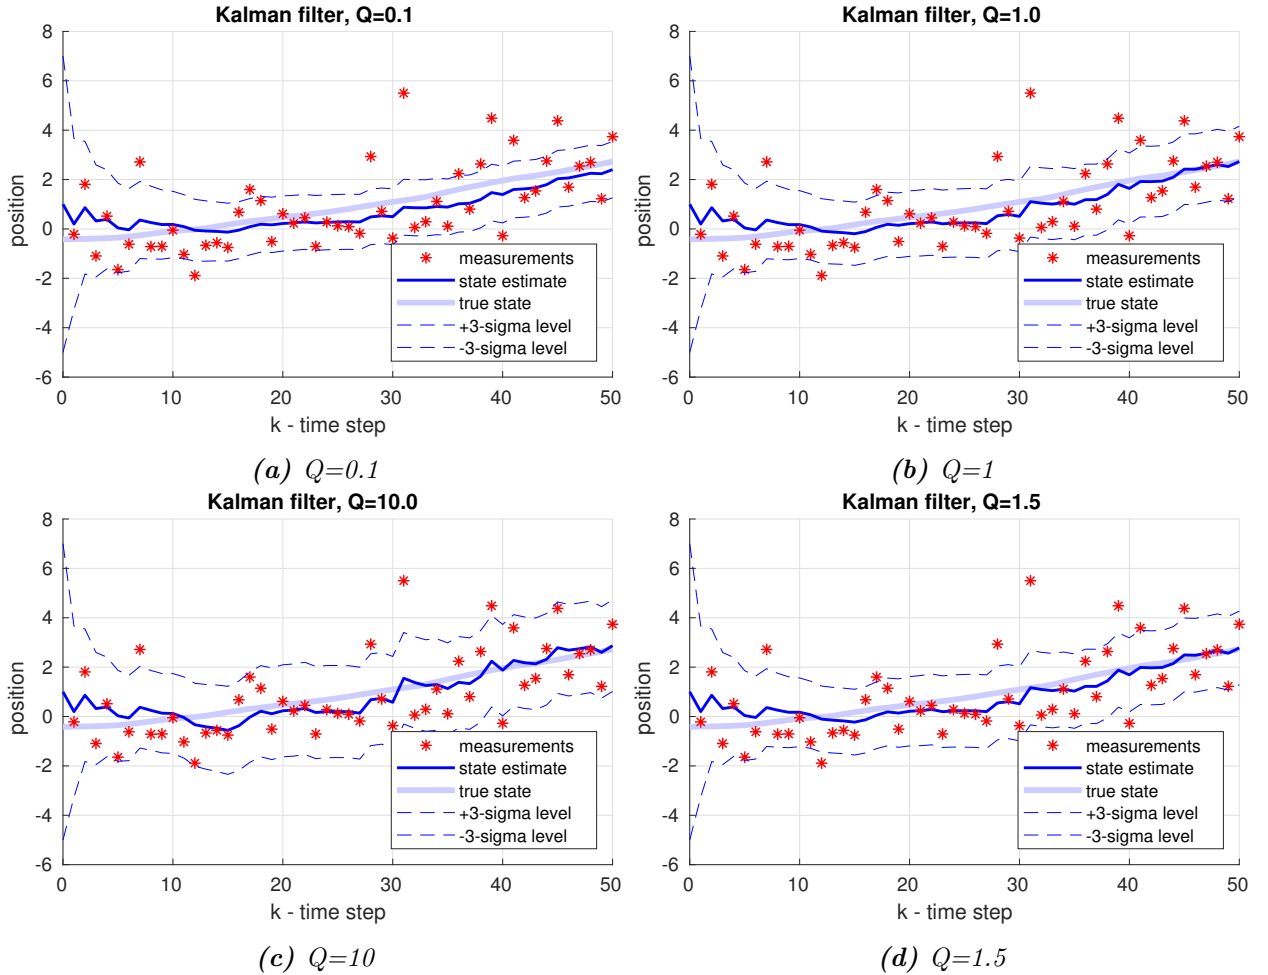 Kalman filter, Q=0.1
8
6
4
2
0
-2
-4
-6
position
0 10 20 30 40 50
k - time step
measurements
state estimate
true state
+3-sigma level
-3-sigma level
(a) Q=0.1
Kalman filter, Q=1.0
8
6
4
2
0
-2
-4
-6
position
0 10 20 30 40 50
k - time step
measurements
state estimate
true state
+3-sigma level
-3-sigma level
(b) Q=1
Kalman filter, Q=10.0
8
6
4
2
0
-2
-4
-6
position
0 10 20 30 40 50
k - time step
measurements
state estimate
true state
+3-sigma level
-3-sigma level
(c) Q=10
Kalman filter, Q=1.5
8
6
4
2
0
-2
-4
-6
position
0 10 20 30 40 50
k - time step
measurements
state estimate
true state
+3-sigma level
-3-sigma level
(d) Q=1.5